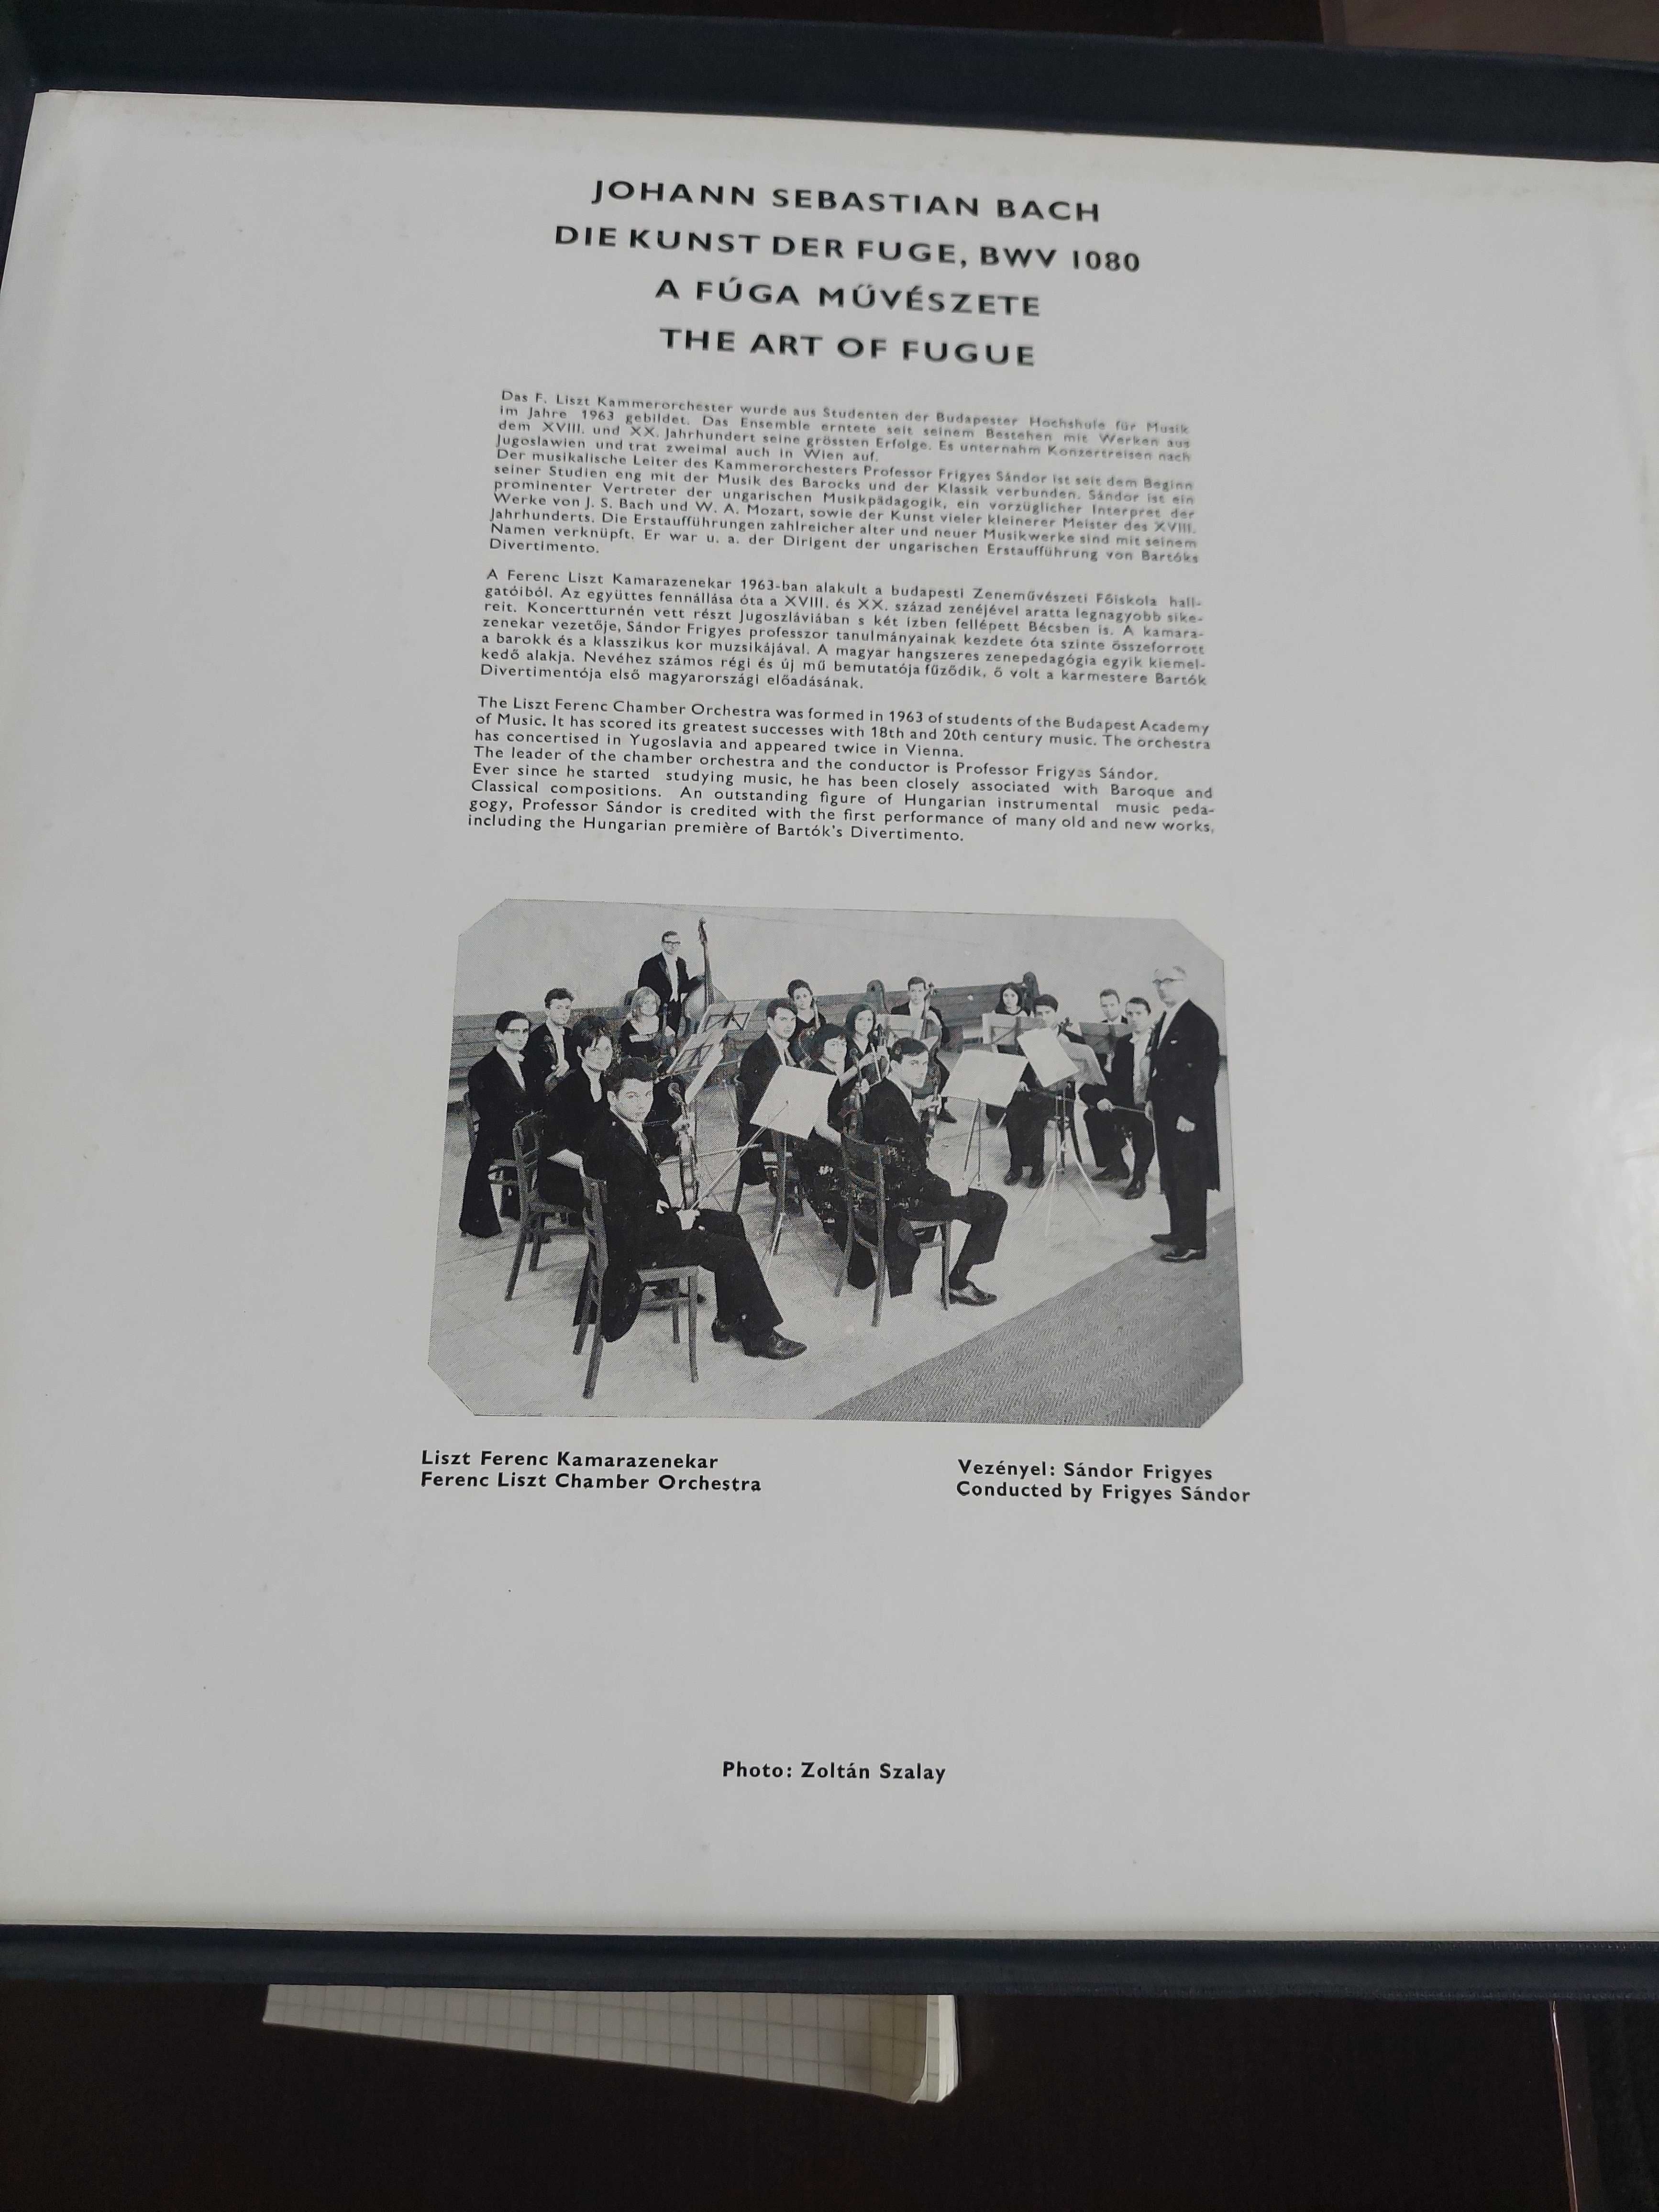 JOHANN SEBASTIAN BACH
DIE KUNST DER FUGE, BWV 1080
A FÚGA MŰVÉSZETE
THE ART OF FUGUE
Das F. Liszt Kammerorchester wurde aus Studenten der Budapester Hochshule für Musik
im Jahre 1963 gebildet. Das Ensemble erntete seit seinem Bestehen mit Werken aus
dem XVIII. und XX. Jahrhundert seine grössten Erfolge. Es unternahm Konzertreisen nach
Jugoslawien und trat zweimal auch in Wien auf.
Der musikalische Leiter des Kammerorchesters Professor Frigyes Sándor ist seit dem Beginn
seiner Studien eng mit der Musik des Barocks und der Klassik verbunden. Sándor ist ein
prominenter Vertreter der ungarischen Musikpädagogik, ein vorzüglicher Interpret der
Werke von J. S. Bach und W. A. Mozart, sowie der Kunst vieler kleinerer Meister des XVIII.
Jahrhunderts. Die Erstaufführungen zahlreicher alter und neuer Musikwerke sind mit seinem
Namen verknüpft. Er war u. a. der Dirigent der ungarischen Erstaufführung von Bartóks
Divertimento.
A Ferenc Liszt Kamarazenekar 1963-ban alakult a budapesti Zeneművészeti Főiskola hall-
gatóiból. Az együttes fennállása óta a XVIII. és XX. század zenéjével aratta legnagyobb sike-
reit. Koncertturnén vett részt Jugoszláviában s két ízben fellépett Bécsben is. A kamara-
zenekar vezetője, Sándor Frigyes professzor tanulmányainak kezdete óta szinte összeforrott
a barokk és a klasszikus kor muzsikájával. A magyar hangszeres zenepedagógia egyik kiemel-
kedő alakja. Nevéhez számos régi és új mű bemutatója fűződik, ő volt a karmestere Bartók
Divertimentója első magyarországi előadásának.
The Liszt Ferenc Chamber Orchestra was formed in 1963 of students of the Budapest Academy
of Music. It has scored its greatest successes with 18th and 20th century music. The orchestra
has concertised in Yugoslavia and appeared twice in Vienna.
The leader of the chamber orchestra and the conductor is Professor Frigyes Sándor.
Ever since he started studying music, he has been closely associated with Baroque and
Classical compositions. An outstanding figure of Hungarian instrumental music peda-
gogy, Professor Sándor is credited with the first performance of many old and new works,
including the Hungarian première of Bartók's Divertimento.
Liszt Ferenc Kamarazenekar
Ferenc Liszt Chamber Orchestra
Vezényel: Sándor Frigyes
Conducted by Frigyes Sándor
Photo: Zoltán Szalay